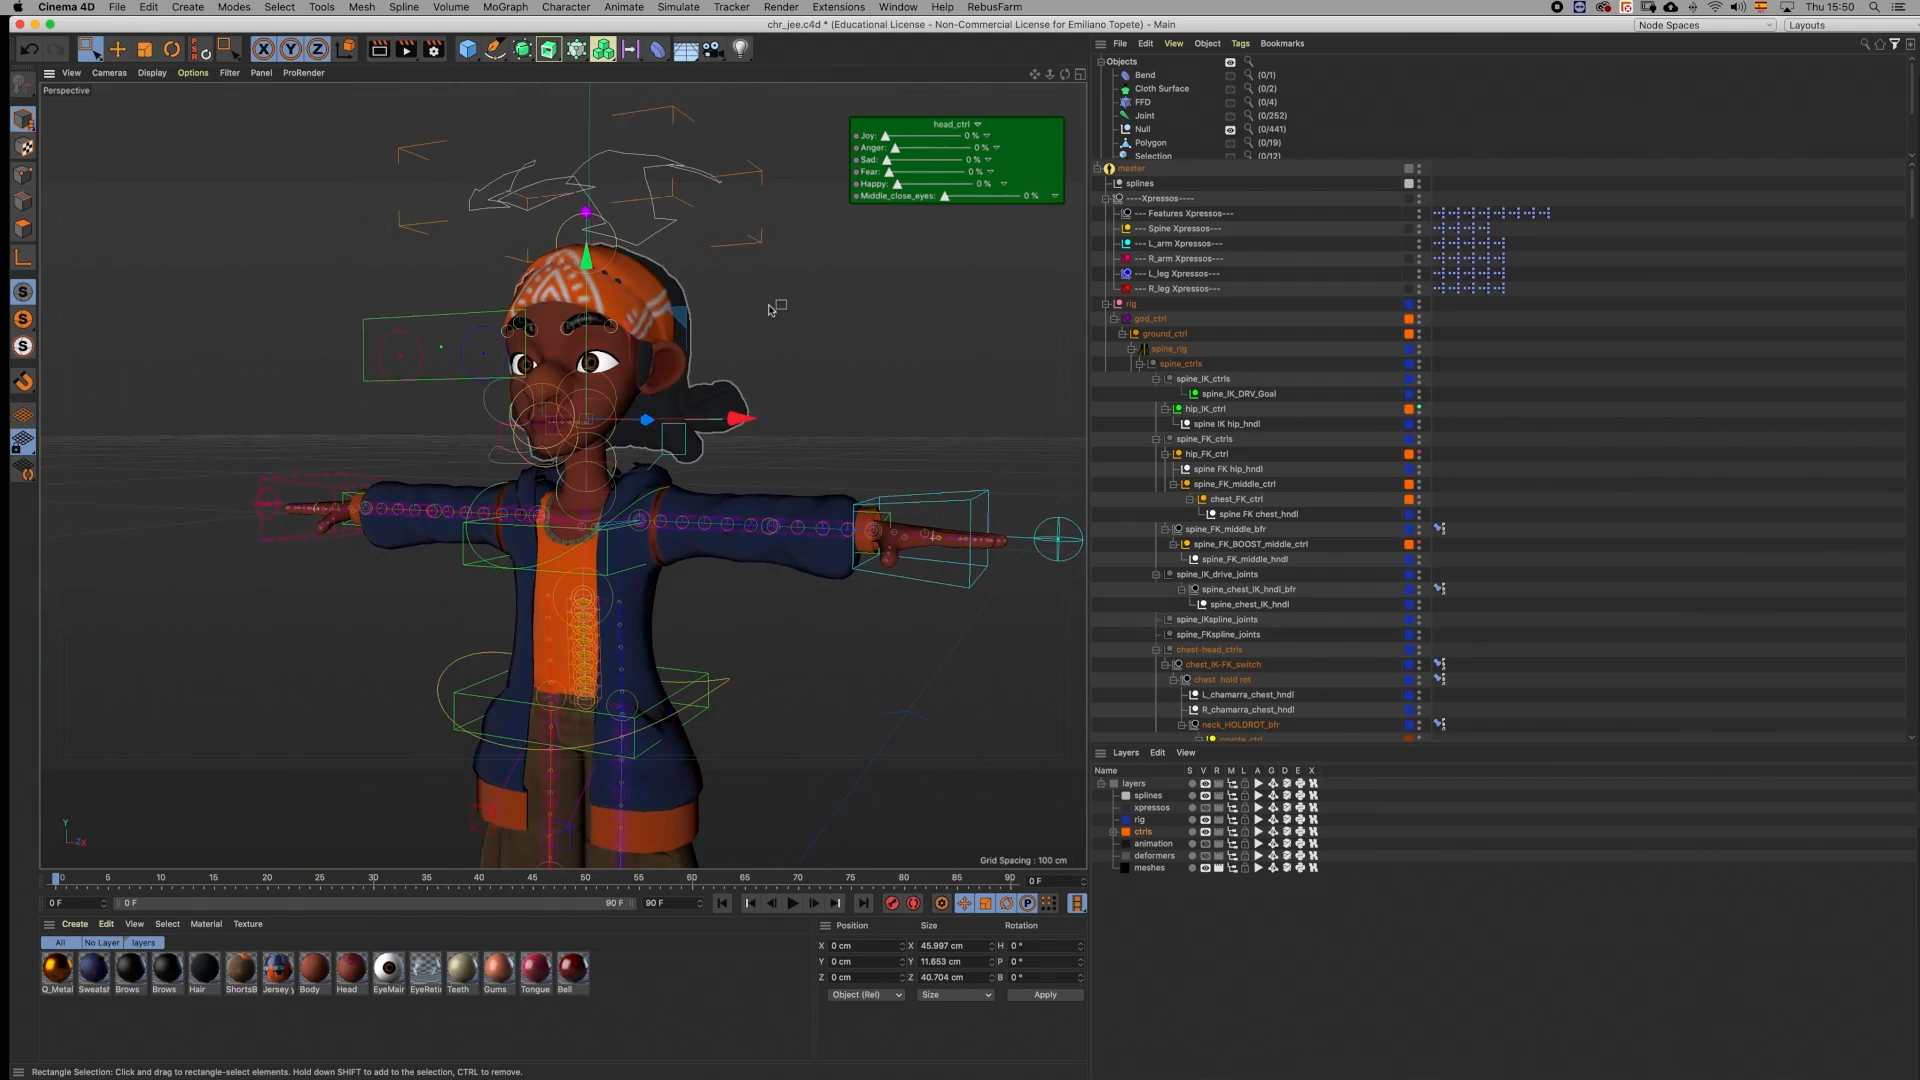 Cinema 4D File Edit Create Modes Select Tools Mesh Spline Volume MoGraph Character Animate Simulate Tracker Render Extensions Window Help RebusFarm Thu 15:50
chr_jee.c4d * (Educational License - Non-Commercial License for Emiliano Topete) - Main
Node Spaces
Layouts
X Y Z
View Cameras Display Options Filter Panel ProRender
Perspective
head_ctrl
Joy: 0 %
Anger: 0 %
Sad: 0 %
Fear: 0 %
Happy: 0 %
Middle_close_eyes: 0 %
Grid Spacing : 100 cm
File Edit View Object Tags Bookmarks
Objects
Bend (0/1)
Cloth Surface (0/2)
FFD (0/4)
Joint (0/252)
Null (0/441)
Polygon (0/19)
Selection (0/12)
master
splines
----Xpressos----
--- Features Xpressos---
--- Spine Xpressos---
--- L_arm Xpressos---
--- R_arm Xpressos---
--- L_leg Xpressos---
--- R_leg Xpressos---
rig
god_ctrl
ground_ctrl
spine_rig
spine_ctrls
spine_IK_ctrls
spine_IK_DRV_Goal
hip_IK_ctrl
spine IK hip_hndl
spine_FK_ctrls
hip_FK_ctrl
spine FK hip_hndl
spine_FK_middle_ctrl
chest_FK_ctrl
spine FK chest_hndl
spine_FK_middle_bfr
spine_FK_BOOST_middle_ctrl
spine_FK_middle_hndl
spine_IK_drive_joints
spine_chest_IK_hndl_bfr
spine_chest_IK_hndl
spine_IKspline_joints
spine_FKspline_joints
chest-head_ctrls
chest_IK-FK_switch
chest hold rot
L_chamarra_chest_hndl
R_chamarra_chest_hndl
neck_HOLDROT_bfr
Layers Edit View
Name S V R M L A G D E X
layers
splines
xpressos
rig
ctrls
animation
deformers
meshes
0 5 10 15 20 25 30 35 40 45 50 55 60 65 70 75 80 85 90 0 F
0 F 0 F 90 F 90 F
Create Edit View Select Material Texture
All No Layer layers
Q_Metal Sweatsh Brows Brows Hair ShortsB Jersey y Body Head EyeMair EyeReti Teeth Gums Tongue Bell
Position Size Rotation
X 0 cm X 45.997 cm H 0 °
Y 0 cm Y 11.653 cm P 0 °
Z 0 cm Z 40.704 cm B 0 °
Object (Rel) Size Apply
Rectangle Selection: Click and drag to rectangle-select elements. Hold down SHIFT to add to the selection, CTRL to remove.